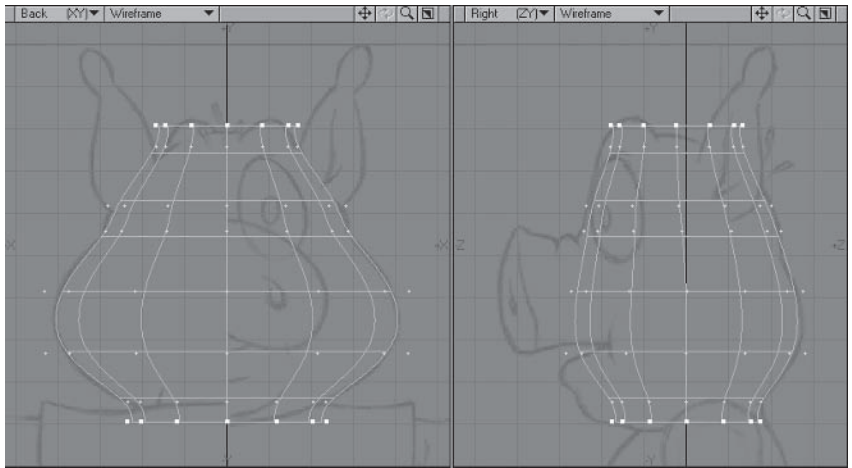 Back (XY) Wireframe
+Y
-X
+X
-Y
Right (ZY) Wireframe
+Y
-Z
+Z
-Y